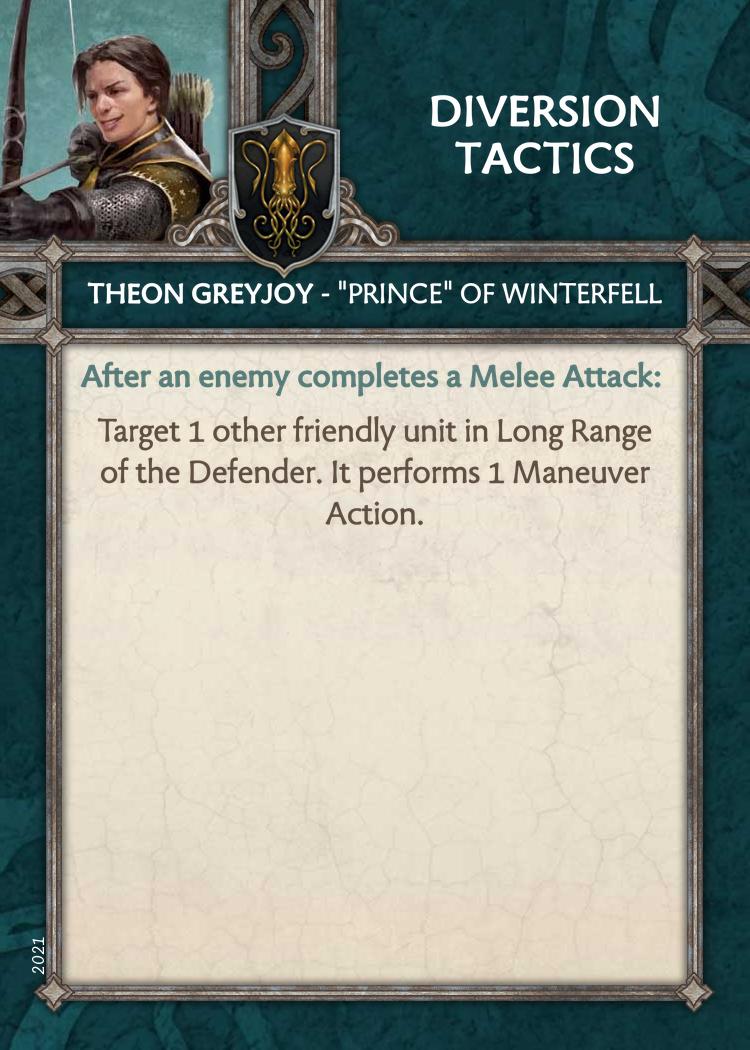 DIVERSION
TACTICS
THEON GREYJOY - "PRINCE" OF WINTERFELL
After an enemy completes a Melee Attack:
Target 1 other friendly unit in Long Range
of the Defender. It performs 1 Maneuver
Action.
2021